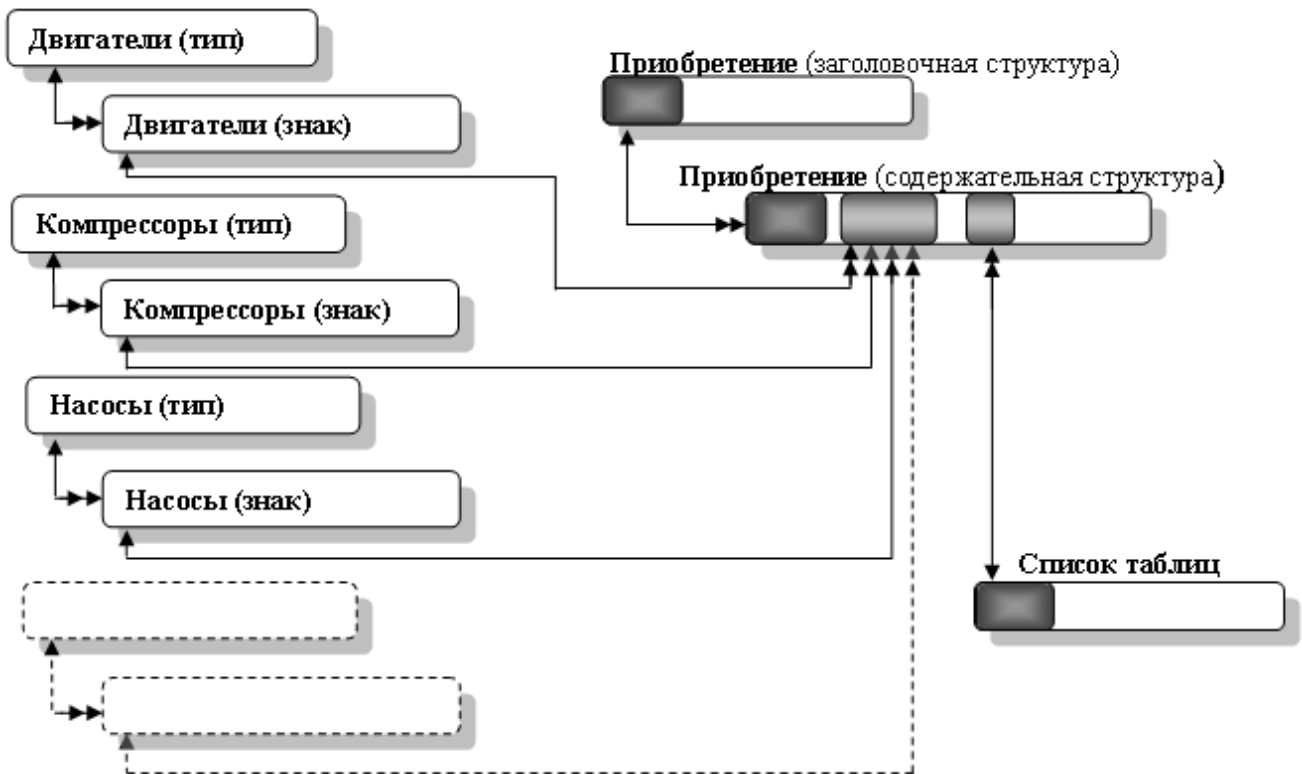 Двигатели (тип)
Двигатели (знак)
Компрессоры (тип)
Компрессоры (знак)
Насосы (тип)
Насосы (знак)
Приобретение (заголовочная структура)
Приобретение (содержательная структура)
Список таблиц